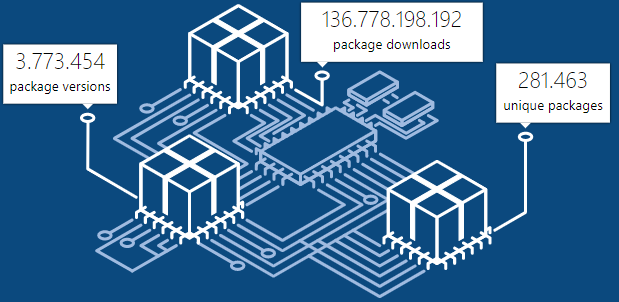 136.778.198.192
package downloads
3.773.454
package versions
281.463
unique packages